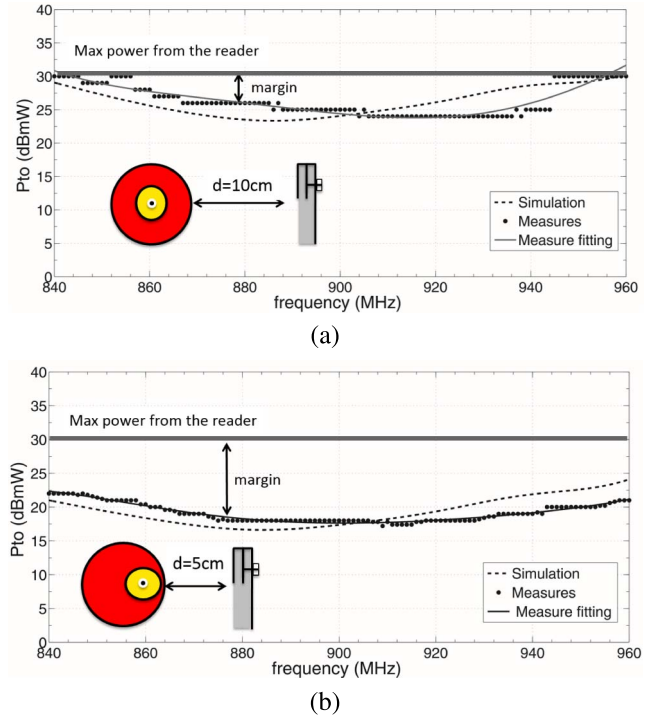 40
35
Max power from the reader
30
margin
25
20
Pto (dBmW)
15
d=10cm
10
5
0
Simulation
Measures
Measure fitting
840 860 880 900 920 940 960
frequency (MHz)
(a)
40
35
Max power from the reader
30
25
margin
20
Pto (dBmW)
15
d=5cm
10
5
0
Simulation
Measures
Measure fitting
840 860 880 900 920 940 960
frequency (MHz)
(b)